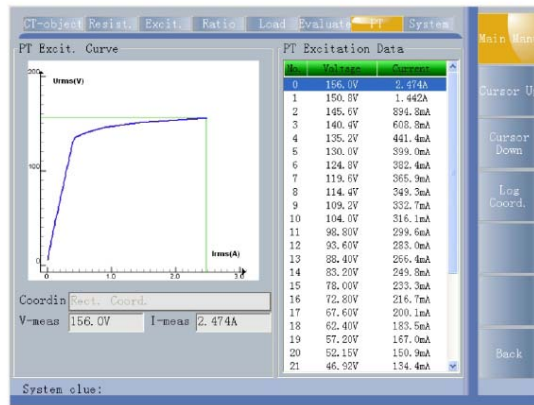 CT-object Resist. Excit. Ratio Load Evaluate PT System
PT Excit. Curve
PT Excitation Data
Main Man
200
Urms(V)
100
0
Irms(A)
0.0 1.0 2.0 3.0
No. Voltage Current
0 156.0V 2.474A
1 150.8V 1.442A
2 145.6V 894.8mA
3 140.4V 608.8mA
4 135.2V 441.4mA
5 130.0V 399.0mA
6 124.8V 382.4mA
7 119.6V 365.9mA
8 114.4V 349.3mA
9 109.2V 332.7mA
10 104.0V 316.1mA
11 98.80V 299.6mA
12 93.60V 283.0mA
13 88.40V 266.4mA
14 83.20V 249.8mA
15 78.00V 233.3mA
16 72.80V 216.7mA
17 67.60V 200.1mA
18 62.40V 183.5mA
19 57.20V 167.0mA
20 52.15V 150.9mA
21 46.92V 134.4mA
Coordin Rect. Coord.
V-meas 156.0V I-meas 2.474A
Cursor U
Cursor
Down
Log
Coord.
Back
System clue: